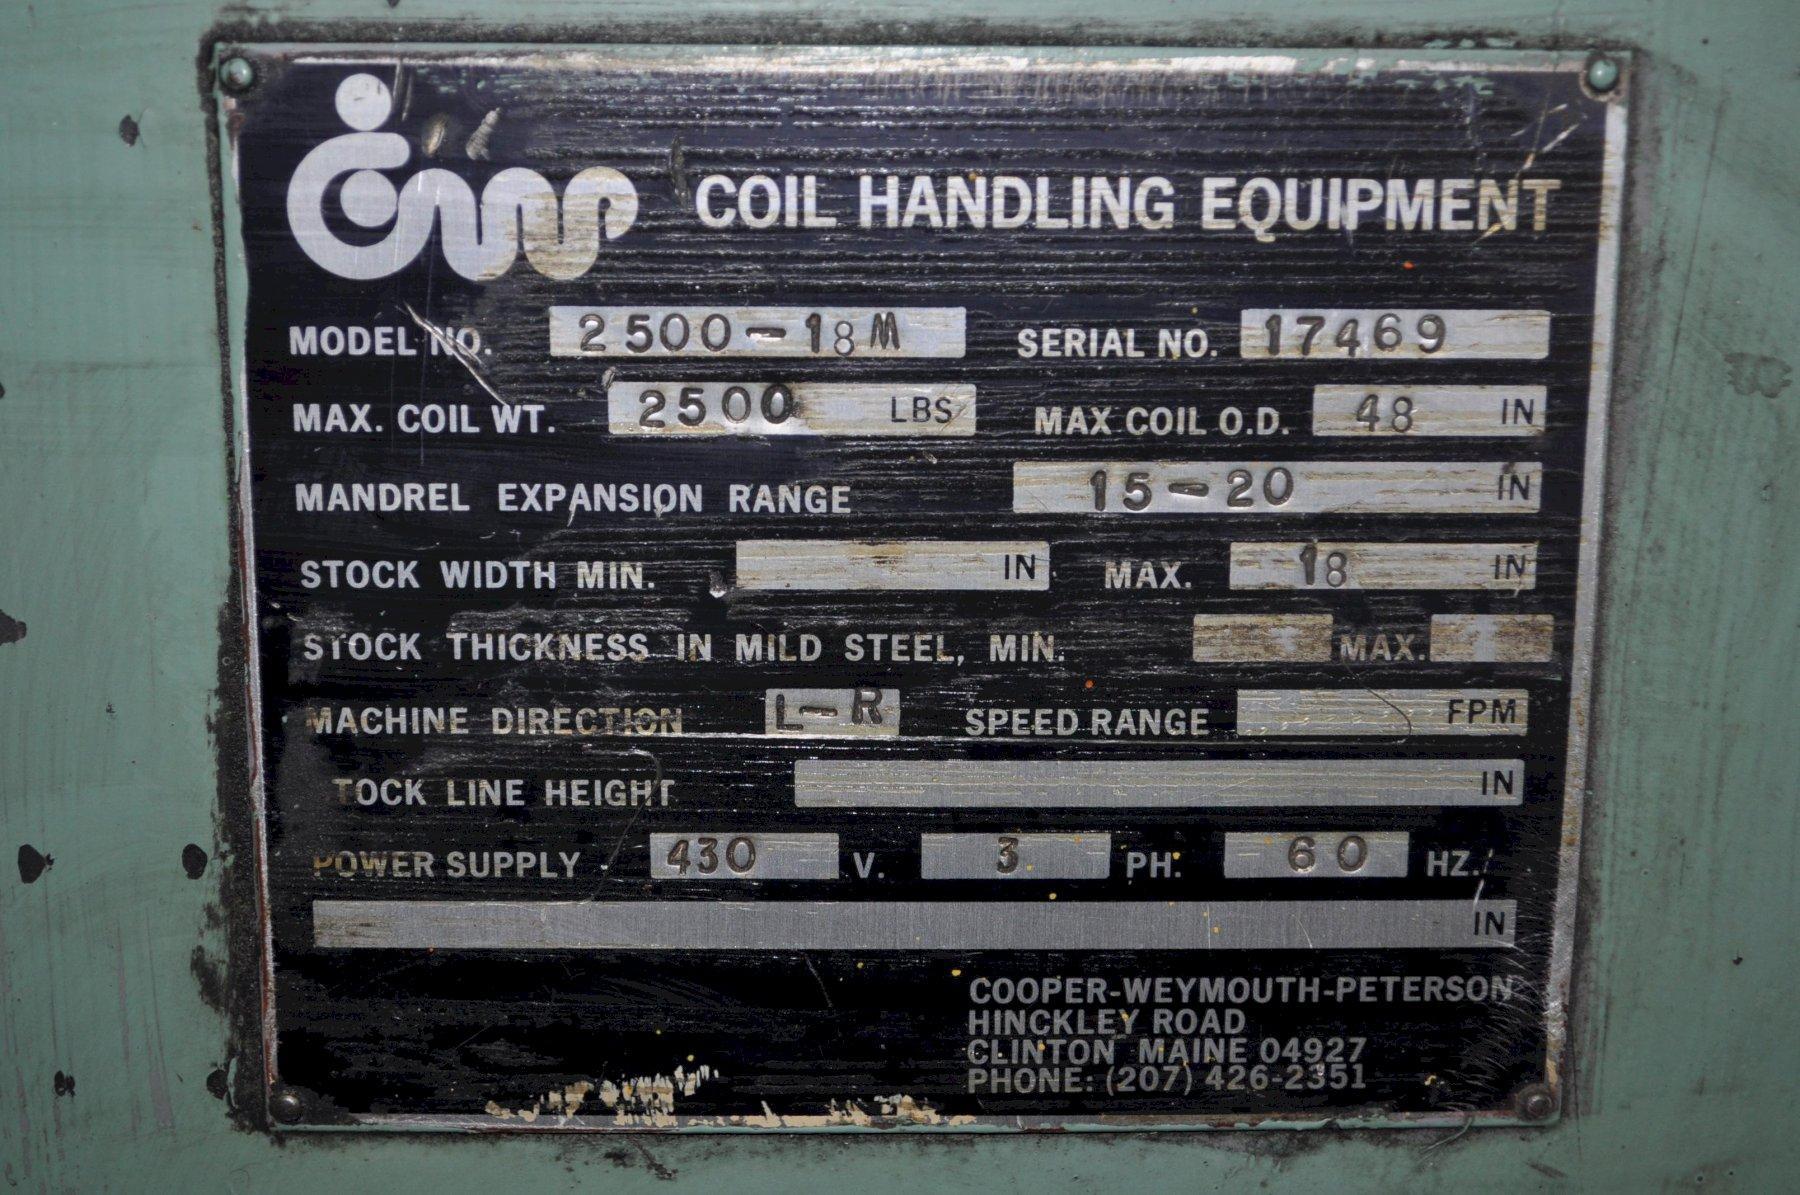 COIL HANDLING EQUIPMENT
MODEL NO. 2500-18M SERIAL NO. 17469
MAX. COIL WT. 2500 LBS MAX COIL O.D. 48 IN
MANDREL EXPANSION RANGE 15-20 IN
STOCK WIDTH MIN. IN MAX. 18 IN
STOCK THICKNESS IN MILD STEEL, MIN. MAX.
MACHINE DIRECTION L-R SPEED RANGE FPM
TOCK LINE HEIGHT IN
POWER SUPPLY 430 V. 3 PH. 60 HZ.
IN
COOPER-WEYMOUTH-PETERSON
HINCKLEY ROAD
CLINTON MAINE 04927
PHONE: (207) 426-2351